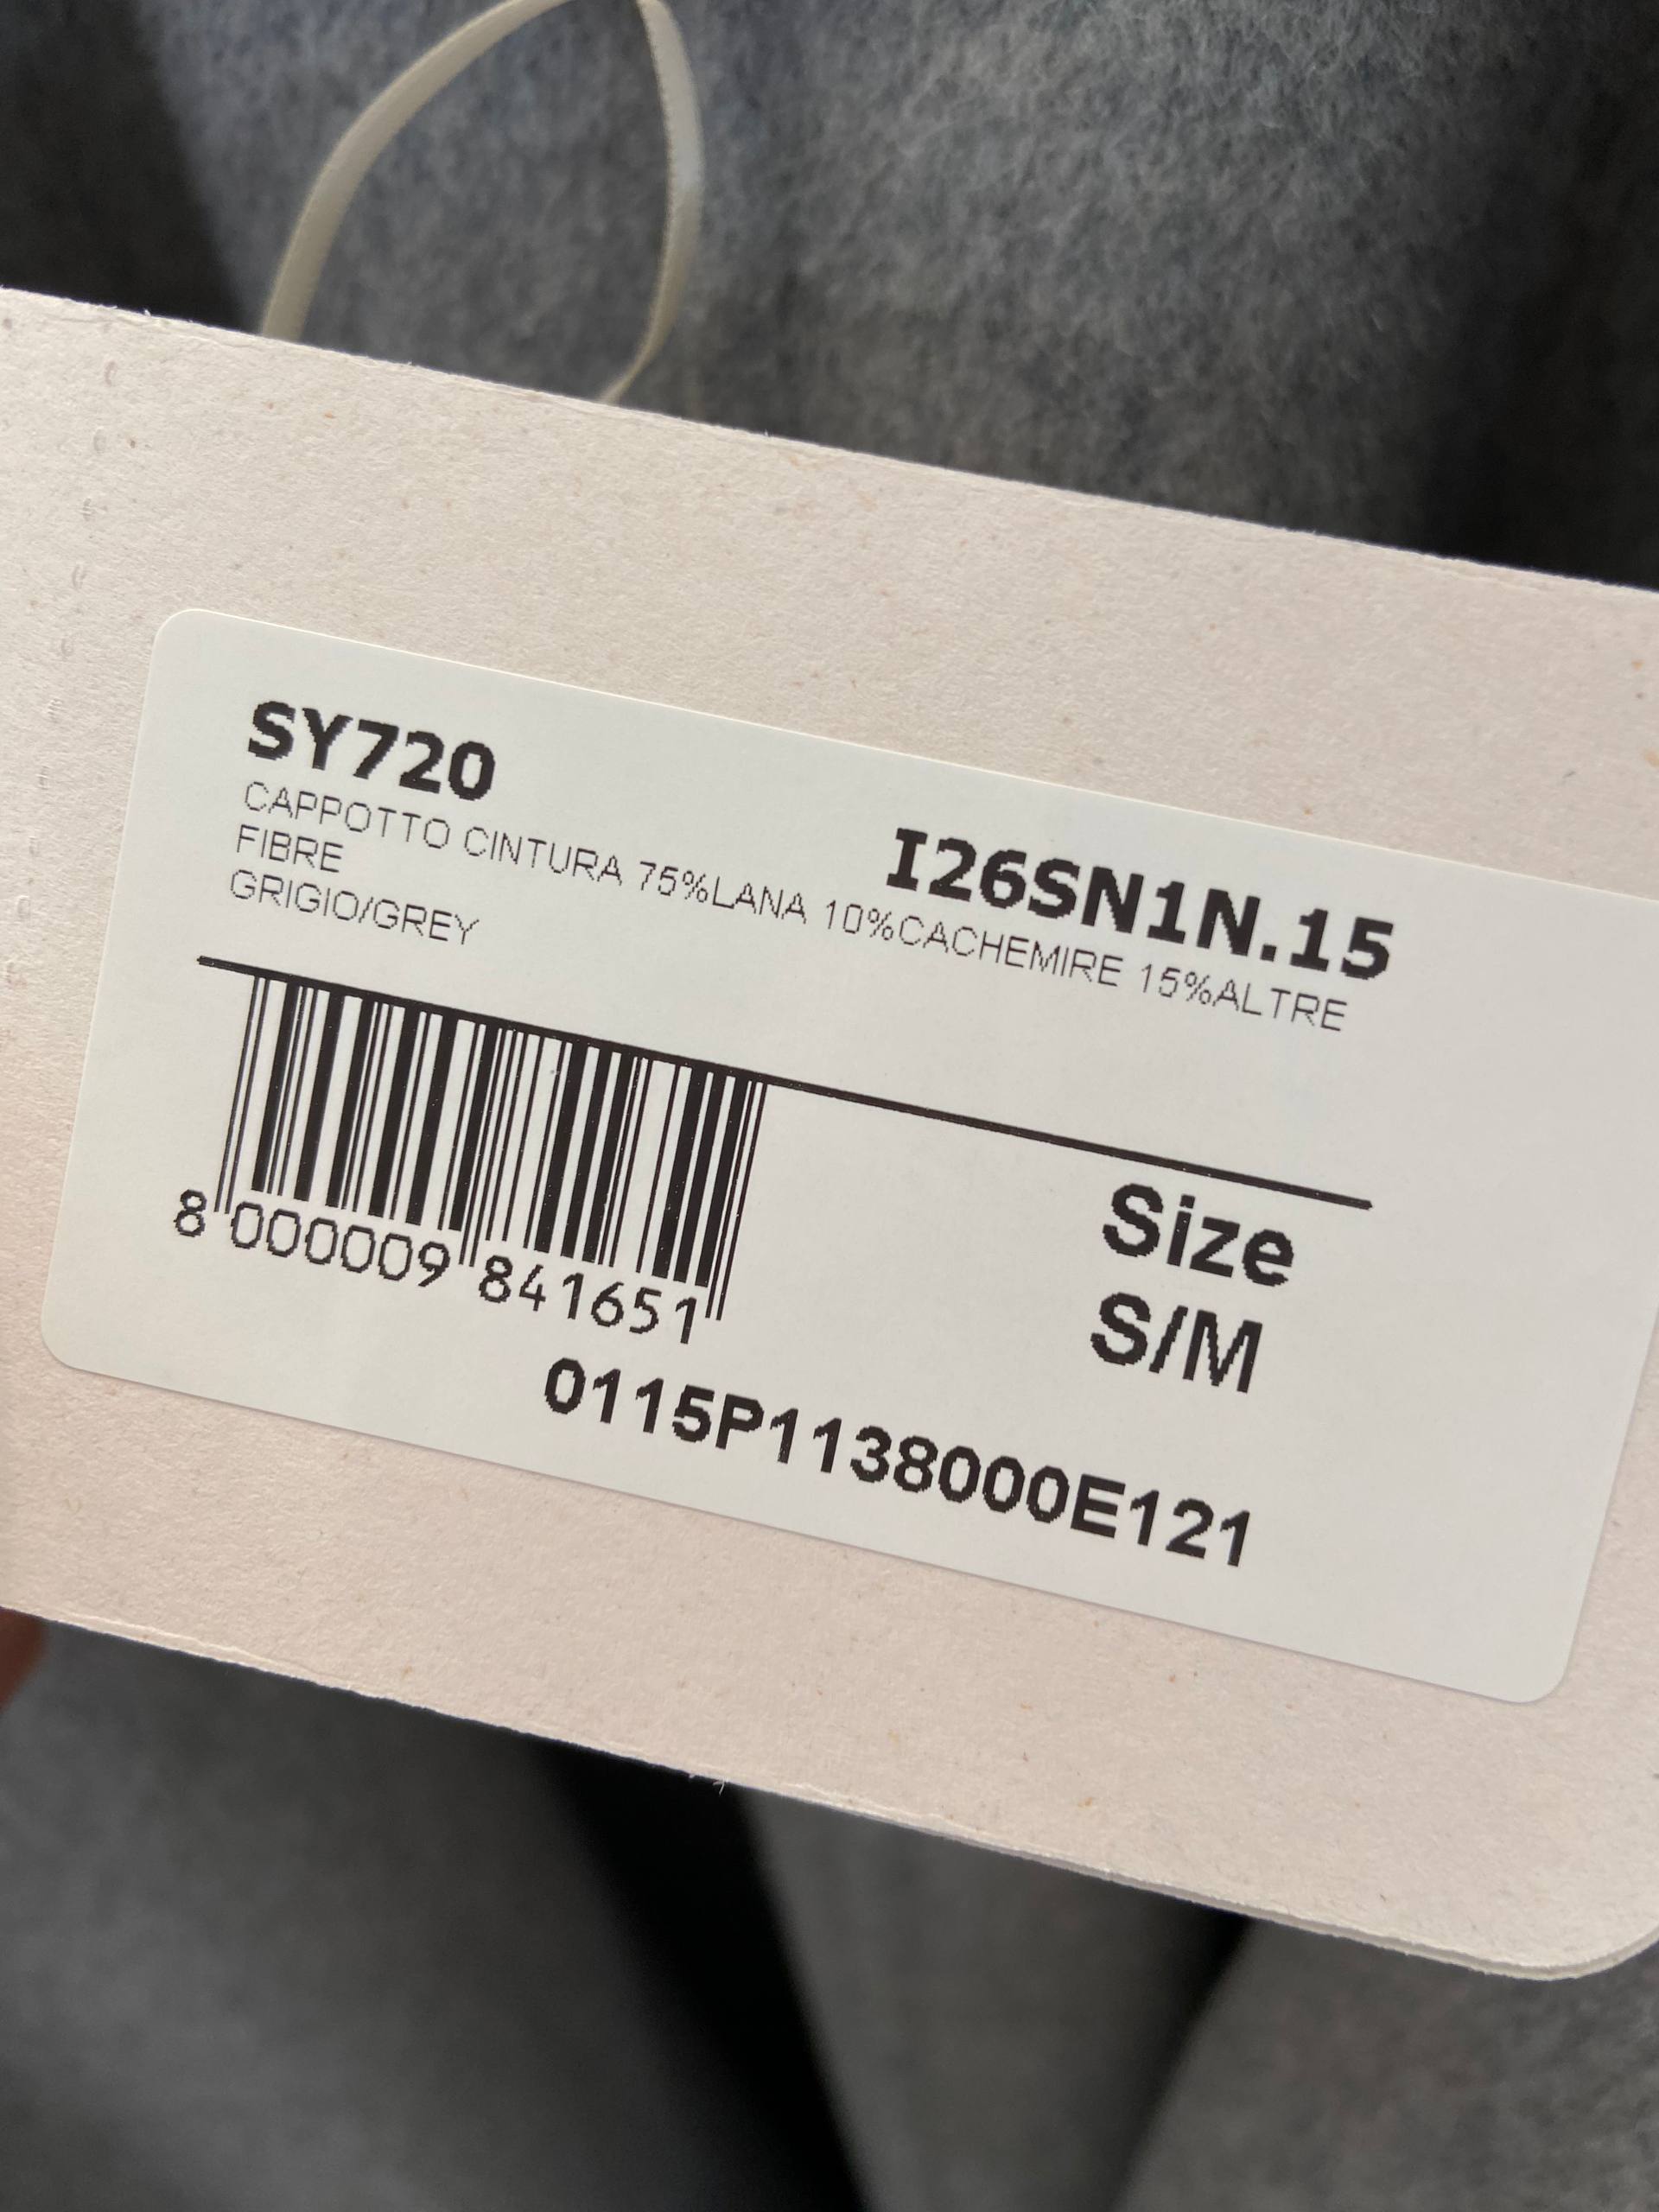 SY720 I26SN1N.15
CAPPOTTO CINTURA 75%LANA 10%CACHEMIRE 15%ALTRE
FIBRE
GRIGIO/GREY
Size
S/M
8 000009 841651
0115P1138000E121